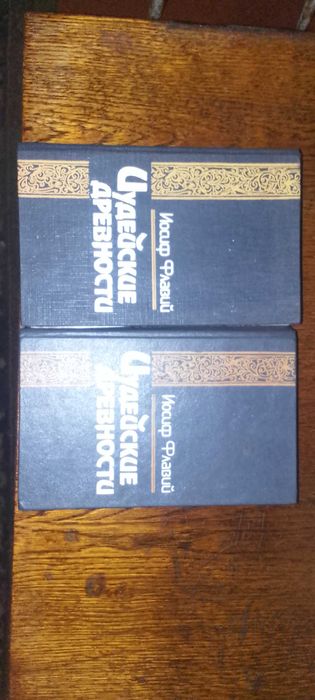 Иосиф Флавий
Иудейские
древности
Иосиф Флавий
Иудейские
древности